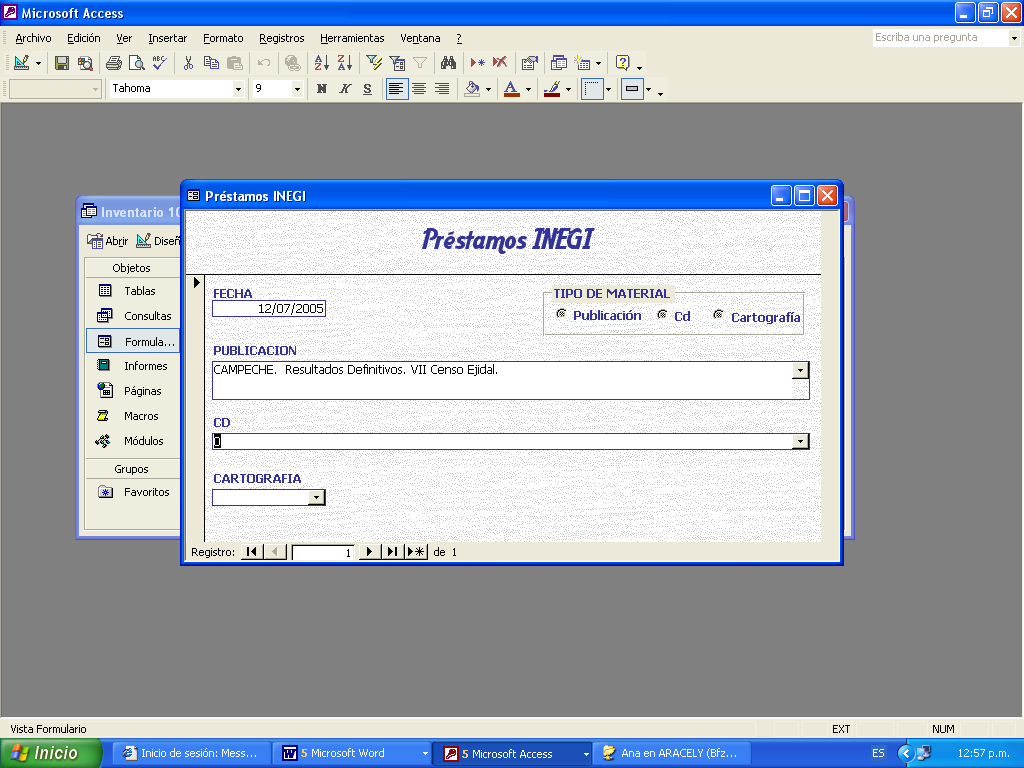 Microsoft Access
Archivo Edición Ver Insertar Formato Registros Herramientas Ventana ?
Escriba una pregunta
Tahoma 9 N K S
Préstamos INEGI
Inventario 10
Préstamos INEGI
Abrir Diseñ
Objetos
Tablas
Consultas
Formula...
Informes
Páginas
Macros
Módulos
Grupos
Favoritos
FECHA
12/07/2005
TIPO DE MATERIAL
Publicación Cd Cartografía
PUBLICACION
CAMPECHE. Resultados Definitivos. VII Censo Ejidal.
CD
0
CARTOGRAFIA
Registro: 1 de 1
Vista Formulario EXT NUM
Inicio Inicio de sesión: Mess... 5 Microsoft Word 5 Microsoft Access Ana en ARACELY (Bfz... ES 12:57 p.m.